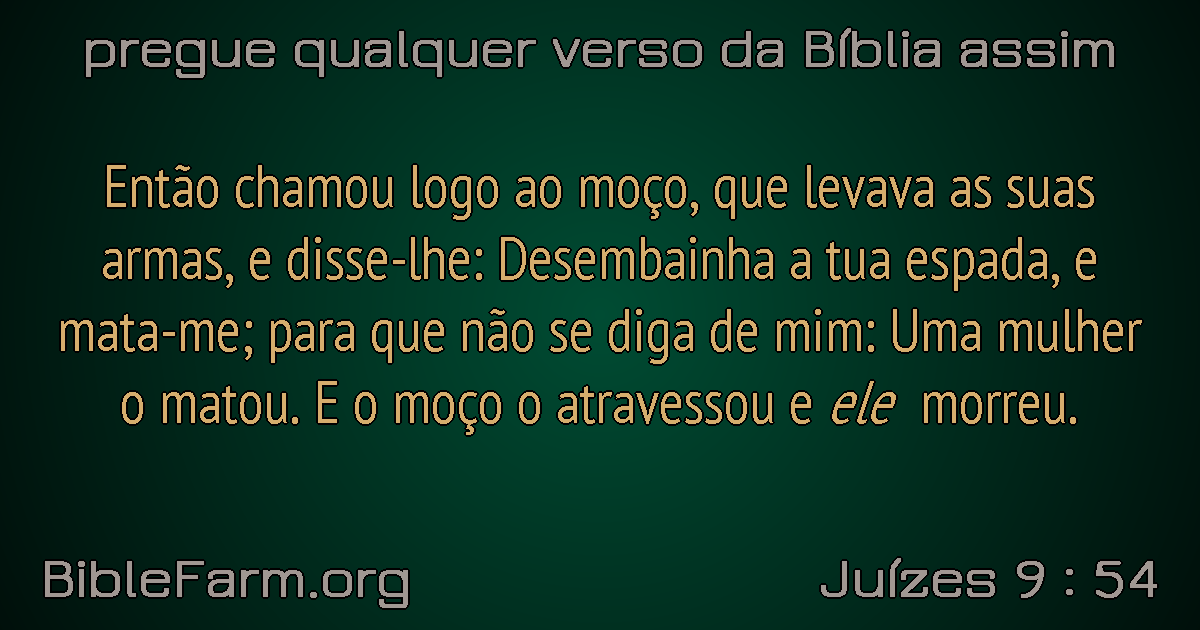 pregue qualquer verso da Bíblia assim
Então chamou logo ao moço, que levava as suas
armas, e disse-lhe: Desembainha a tua espada, e
mata-me; para que não se diga de mim: Uma mulher
o matou. E o moço o atravessou e ele morreu.
BibleFarm.org
Juízes 9 : 54